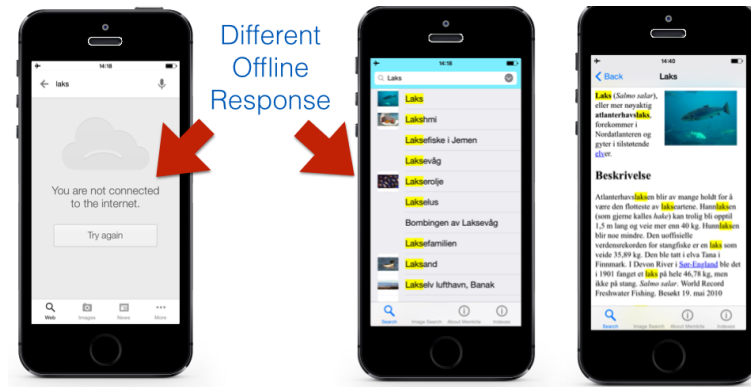 Different
Offline
Response
14:18
laks
You are not connected
to the internet.
Try again
Web
Images
News
More
14:18
Laks
Laks
Lakshmi
Laksefiske i Jemen
Laksevåg
Lakserolje
Lakselus
Bombingen av Laksevåg
Laksefamilien
Laksand
Lakselv lufthavn, Banak
Search
Image Search
About Memkite
Indexes
14:40
Back
Laks
Laks (Salmo salar),
eller mer nøyaktig
atlanterhavslaks,
forekommer i
Nordatlanteren og
gyter i tilstøtende
elver.
Beskrivelse
Atlanterhavslaksen blir av mange holdt for å
være den flotteste av lakseartene. Hannlaksen
(som gjerne kalles hake) kan trolig bli opptil
1,5 m lang og veie mer enn 40 kg. Hunnlaksen
blir noe mindre. Den uoffisielle
verdensrekorden for stangfiske er en laks som
veide 35,89 kg. Den ble tatt i elva Tana i
Finnmark. I Devon River i Sør-England ble det
i 1901 fanget et laks på hele 46,78 kg, men
ikke på stang. Salmo salar. World Record
Freshwater Fishing. Besøkt 19. mai 2010
Search
Image Search
About Memkite
Indexes